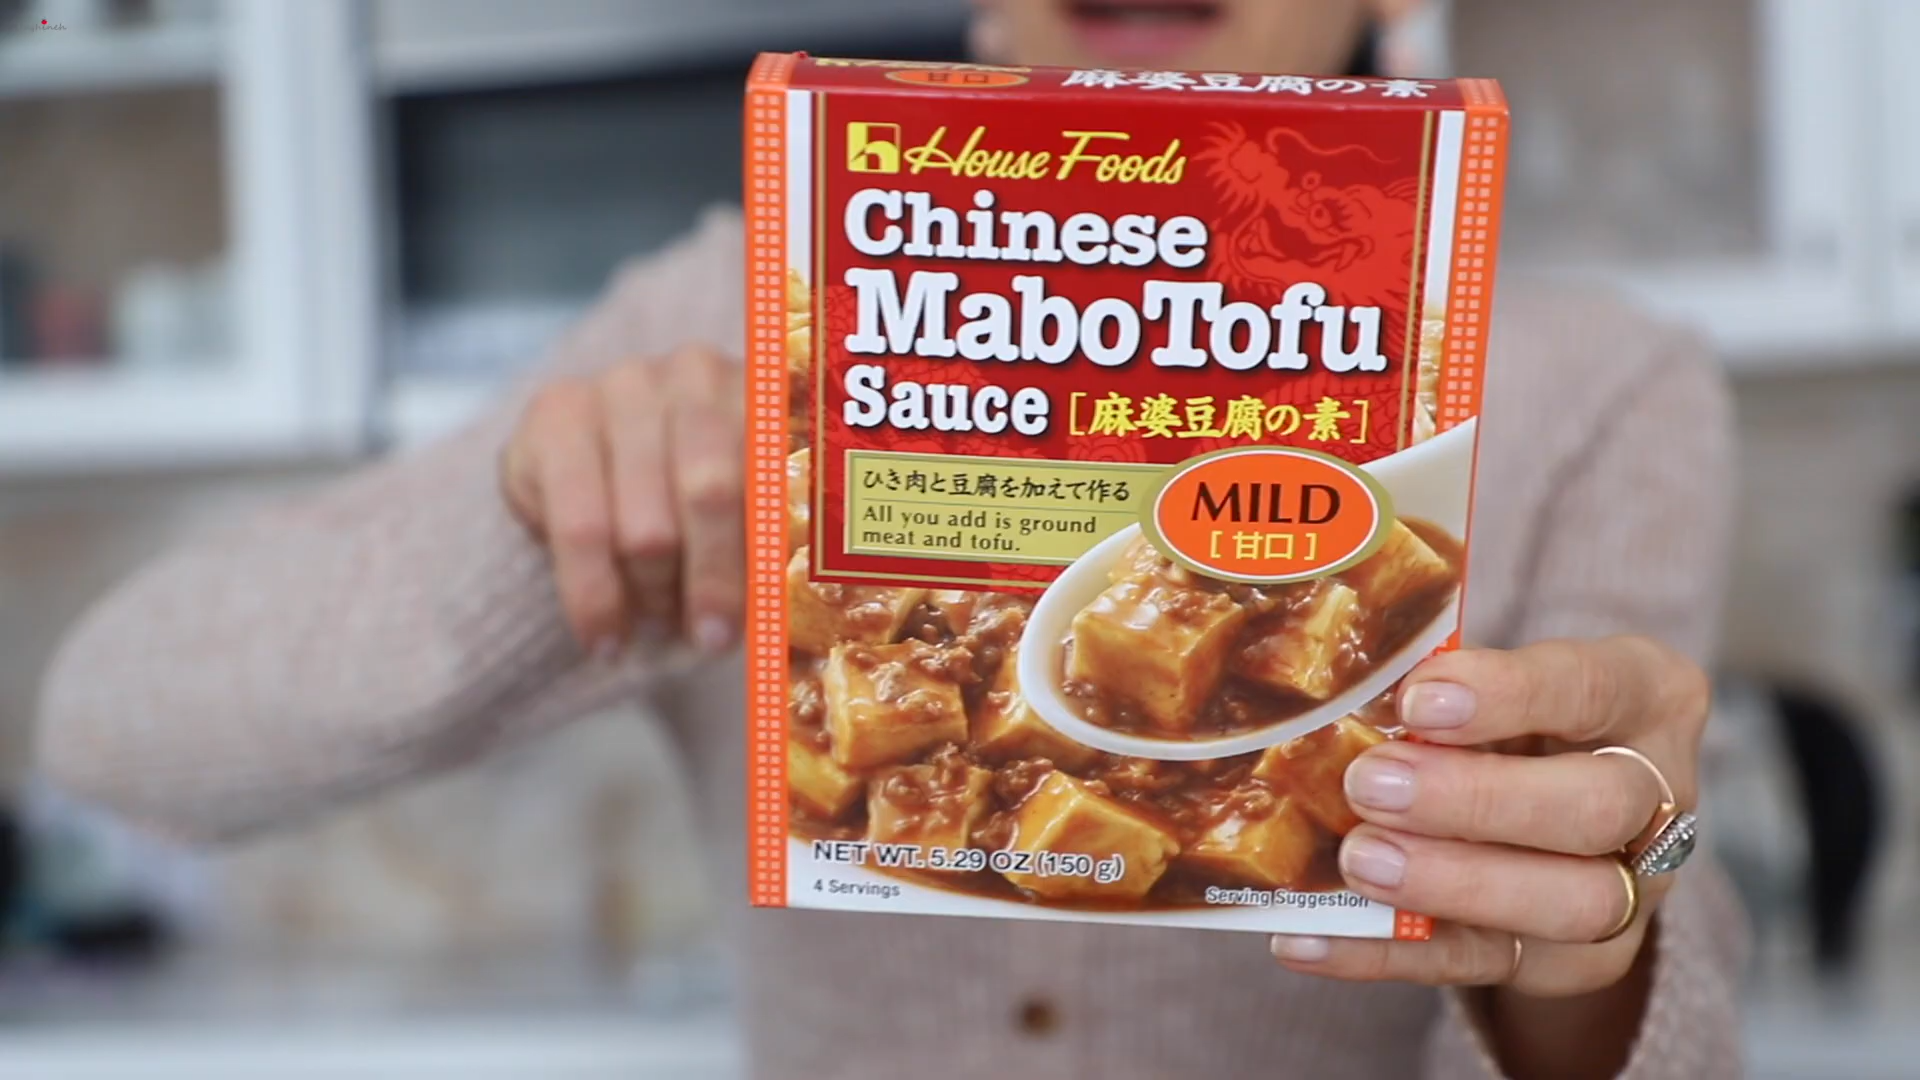 甘口
麻婆豆腐の素
House Foods
Chinese
Mabo Tofu
Sauce [麻婆豆腐の素]
ひき肉と豆腐を加えて作る
All you add is ground
meat and tofu.
MILD
[甘口]
NET WT. 5.29 OZ (150 g)
4 Servings
Serving Suggestion